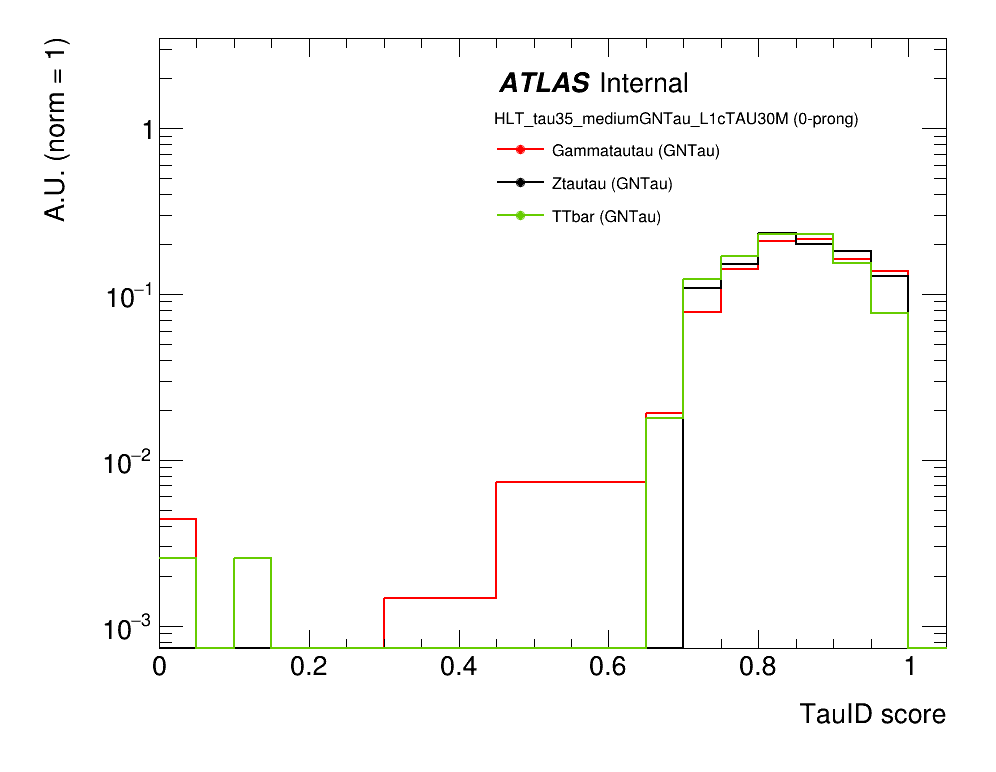 A.U. (norm = 1)
ATLAS Internal
HLT_tau35_mediumGNTau_L1cTAU30M (0-prong)
Gammatautau (GNTau)
Ztautau (GNTau)
TTbar (GNTau)
1
10⁻¹
10⁻²
10⁻³
0 0.2 0.4 0.6 0.8 1
TauID score